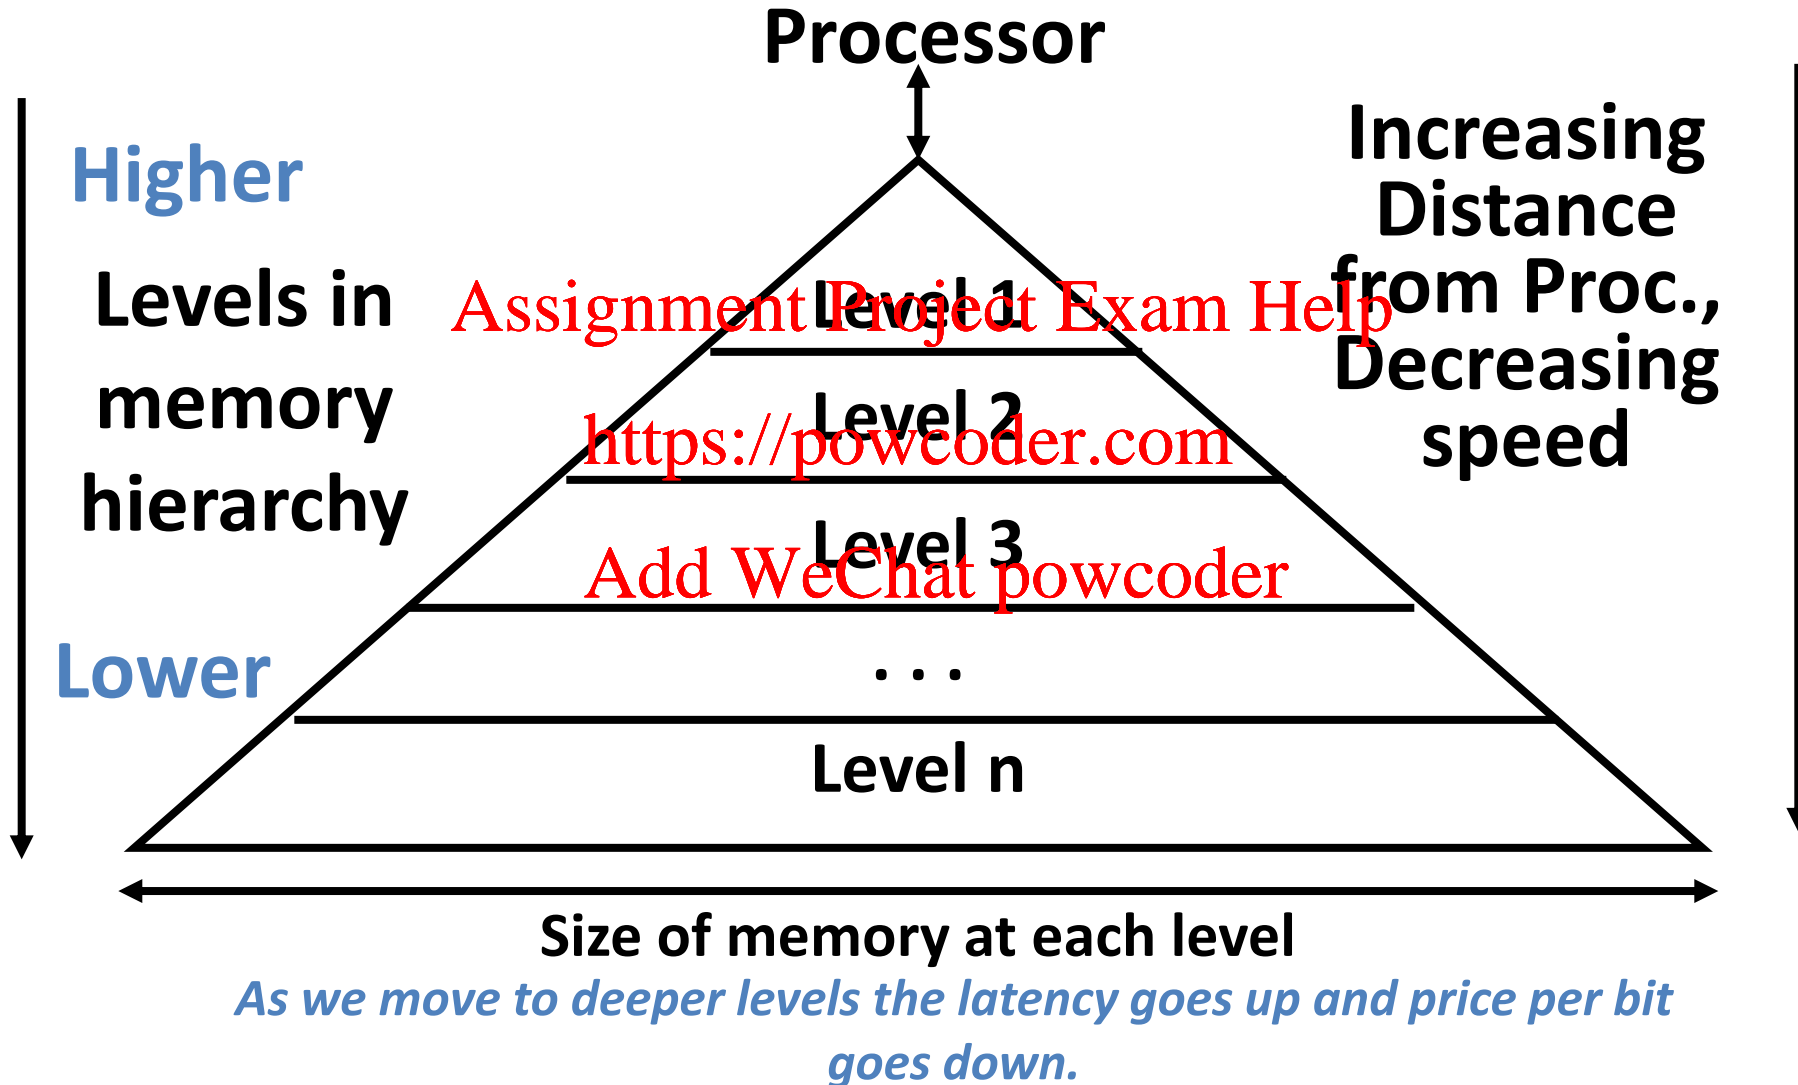 Processor
Higher
Levels in
memory
hierarchy
Lower
Increasing
Distance
from Proc.,
Decreasing
speed
Level 1
Assignment Project Exam Help
Level 2
https://powcoder.com
Level 3
Add WeChat powcoder
. . .
Level n
Size of memory at each level
As we move to deeper levels the latency goes up and price per bit
goes down.